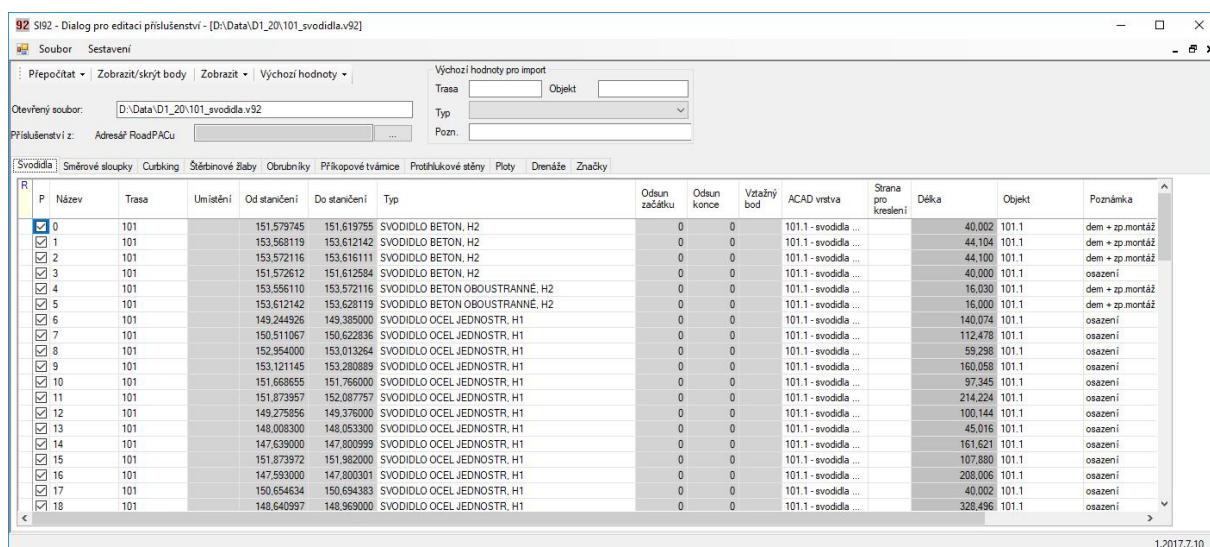 92 SI92 - Dialog pro editaci příslušenství - [D:\Data\D1_20\101_svodidla.v92]
Soubor Sestavení
Přepočítat Zobrazit/skrýt body Zobrazit Výchozí hodnoty
Výchozí hodnoty pro import
Trasa Objekt
Otevřený soubor: D:\Data\D1_20\101_svodidla.v92
Typ
Příslušenství z: Adresář RoadPACu ...
Pozn.
Svodidla Směrové sloupky Curbking Štěrbinové žlaby Obrubníky Příkopové tvárnice Protihlukové stěny Ploty Drenáže Značky
R P Název Trasa Umístění Od staničení Do staničení Typ Odsun začátku Odsun konce Vztažný bod ACAD vrstva Strana pro kreslení Délka Objekt Poznámka
0 101 151,579745 151,619755 SVODIDLO BETON, H2 0 0 101.1 - svodidla ... 40,002 101.1 dem + zp.montáž
1 101 153,568119 153,612142 SVODIDLO BETON, H2 0 0 101.1 - svodidla ... 44,104 101.1 dem + zp.montáž
2 101 153,572116 153,616111 SVODIDLO BETON, H2 0 0 101.1 - svodidla ... 44,100 101.1 dem + zp.montáž
3 101 151,572612 151,612584 SVODIDLO BETON, H2 0 0 101.1 - svodidla ... 40,000 101.1 osazení
4 101 153,556110 153,572116 SVODIDLO BETON OBOUSTRANNÉ, H2 0 0 101.1 - svodidla ... 16,030 101.1 dem + zp.montáž
5 101 153,612142 153,628119 SVODIDLO BETON OBOUSTRANNÉ, H2 0 0 101.1 - svodidla ... 16,000 101.1 dem + zp.montáž
6 101 149,244926 149,385000 SVODIDLO OCEL JEDNOSTR, H1 0 0 101.1 - svodidla ... 140,074 101.1 osazení
7 101 150,511067 150,622836 SVODIDLO OCEL JEDNOSTR, H1 0 0 101.1 - svodidla ... 112,478 101.1 osazení
8 101 152,954000 153,013264 SVODIDLO OCEL JEDNOSTR, H1 0 0 101.1 - svodidla ... 59,298 101.1 osazení
9 101 153,121145 153,280889 SVODIDLO OCEL JEDNOSTR, H1 0 0 101.1 - svodidla ... 160,058 101.1 osazení
10 101 151,668655 151,766000 SVODIDLO OCEL JEDNOSTR, H1 0 0 101.1 - svodidla ... 97,345 101.1 osazení
11 101 151,873957 152,087757 SVODIDLO OCEL JEDNOSTR, H1 0 0 101.1 - svodidla ... 214,224 101.1 osazení
12 101 149,275856 149,376000 SVODIDLO OCEL JEDNOSTR, H1 0 0 101.1 - svodidla ... 100,144 101.1 osazení
13 101 148,008300 148,053300 SVODIDLO OCEL JEDNOSTR, H1 0 0 101.1 - svodidla ... 45,016 101.1 osazení
14 101 147,639000 147,800999 SVODIDLO OCEL JEDNOSTR, H1 0 0 101.1 - svodidla ... 161,621 101.1 osazení
15 101 151,873972 151,982000 SVODIDLO OCEL JEDNOSTR, H1 0 0 101.1 - svodidla ... 107,880 101.1 osazení
16 101 147,593000 147,800301 SVODIDLO OCEL JEDNOSTR, H1 0 0 101.1 - svodidla ... 208,006 101.1 osazení
17 101 150,654634 150,694383 SVODIDLO OCEL JEDNOSTR, H1 0 0 101.1 - svodidla ... 40,002 101.1 osazení
18 101 148,640997 148,969000 SVODIDLO OCEL JEDNOSTR, H1 0 0 101.1 - svodidla ... 328,496 101.1 osazení
1.2017.7.10